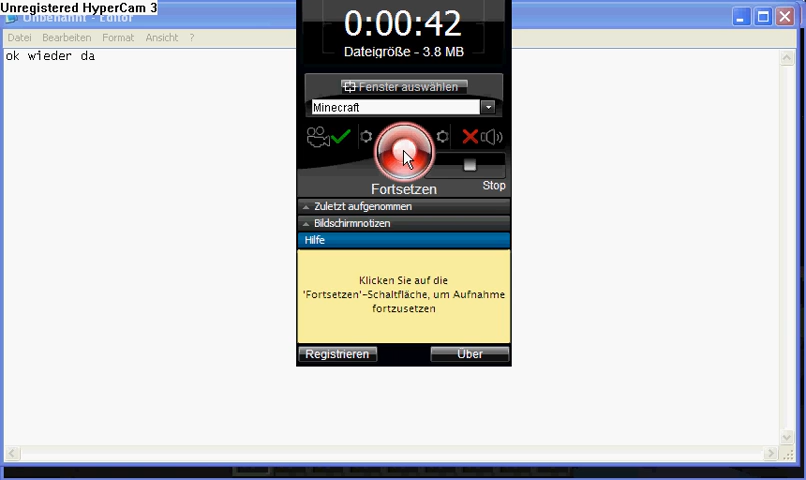 Unregistered HyperCam 3
Unbenannt - Editor
Datei Bearbeiten Format Ansicht ?
ok wieder da
0:00:42
Dateigröße - 3.8 MB
Fenster auswählen
Minecraft
Fortsetzen
Stop
Zuletzt aufgenommen
Bildschirmnotizen
Hilfe
Klicken Sie auf die
'Fortsetzen'-Schaltfläche, um Aufnahme
fortzusetzen
Registrieren
Über